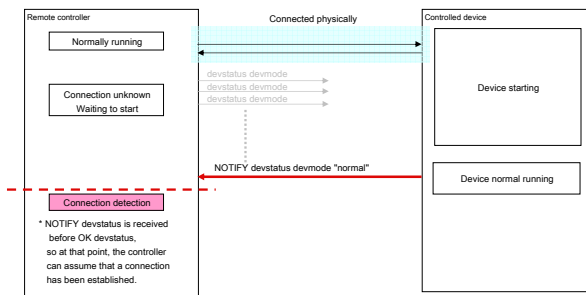 Remote controller
Connected physically
Controlled device
Normally running
devstatus devmode
devstatus devmode
devstatus devmode
Connection unknown
Waiting to start
Device starting
NOTIFY devstatus devmode "normal"
Device normal running
Connection detection
* NOTIFY devstatus is received
before OK devstatus,
so at that point, the controller
can assume that a connection
has been established.